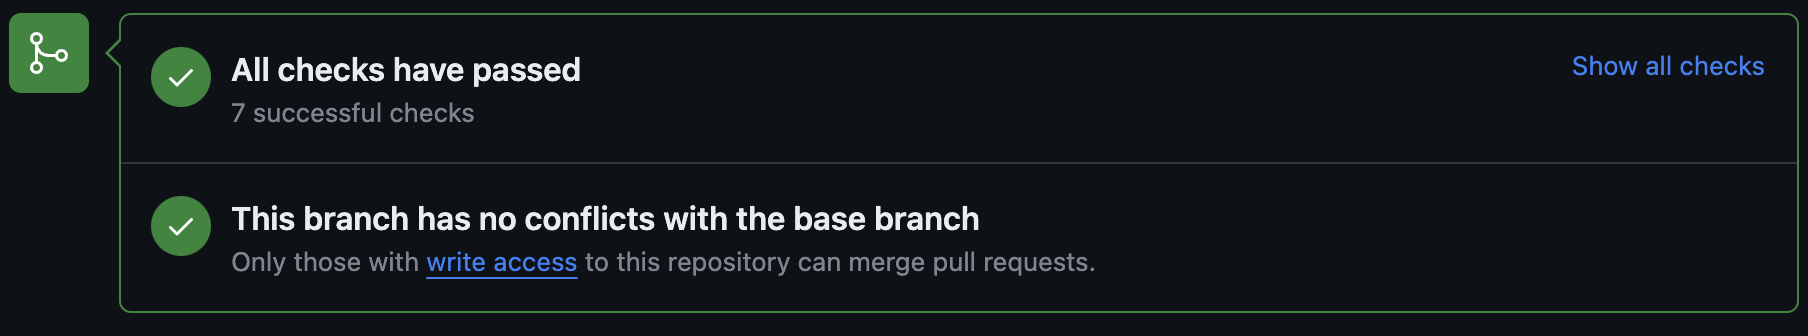 All checks have passed
Show all checks
7 successful checks
This branch has no conflicts with the base branch
Only those with write access to this repository can merge pull requests.